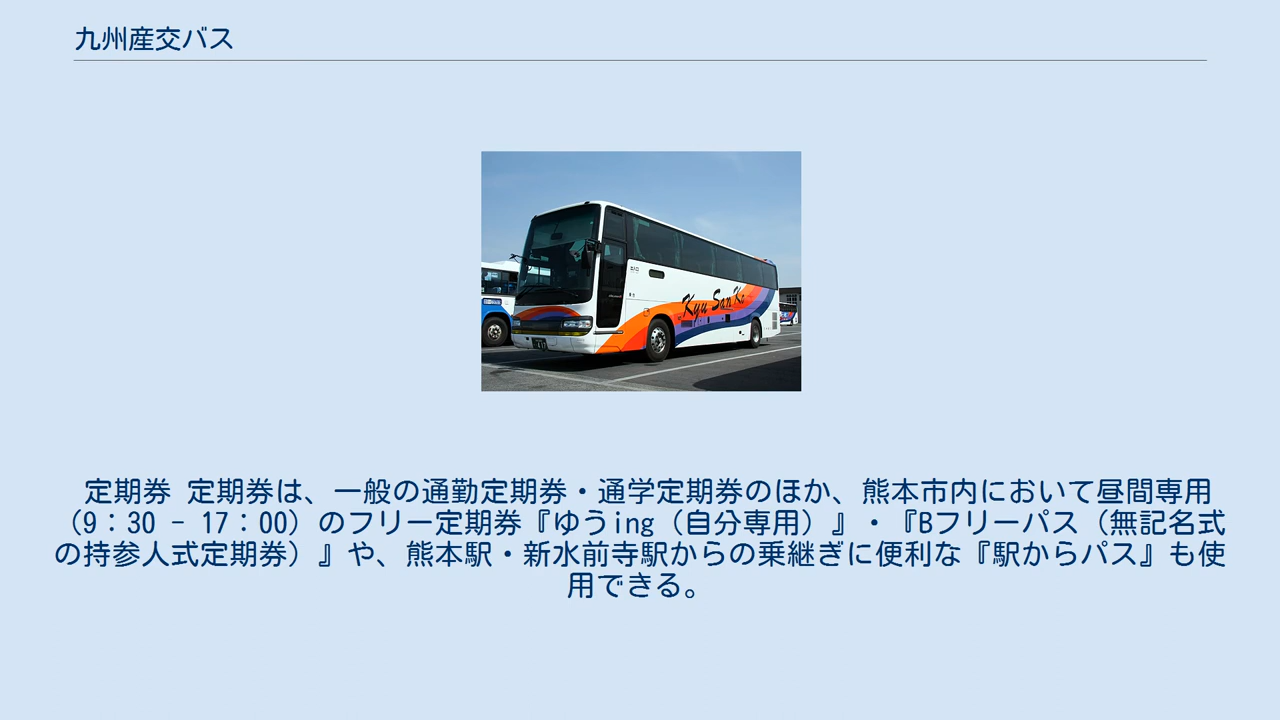 九州産交バス
Kyu San Ko
定期券 定期券は、一般の通勤定期券・通学定期券のほか、熊本市内において昼間専用
（9：30 - 17：00）のフリー定期券『ゆうing（自分専用）』・『Bフリーパス（無記名式
の持参人式定期券）』や、熊本駅・新水前寺駅からの乗継ぎに便利な『駅からパス』も使
用できる。